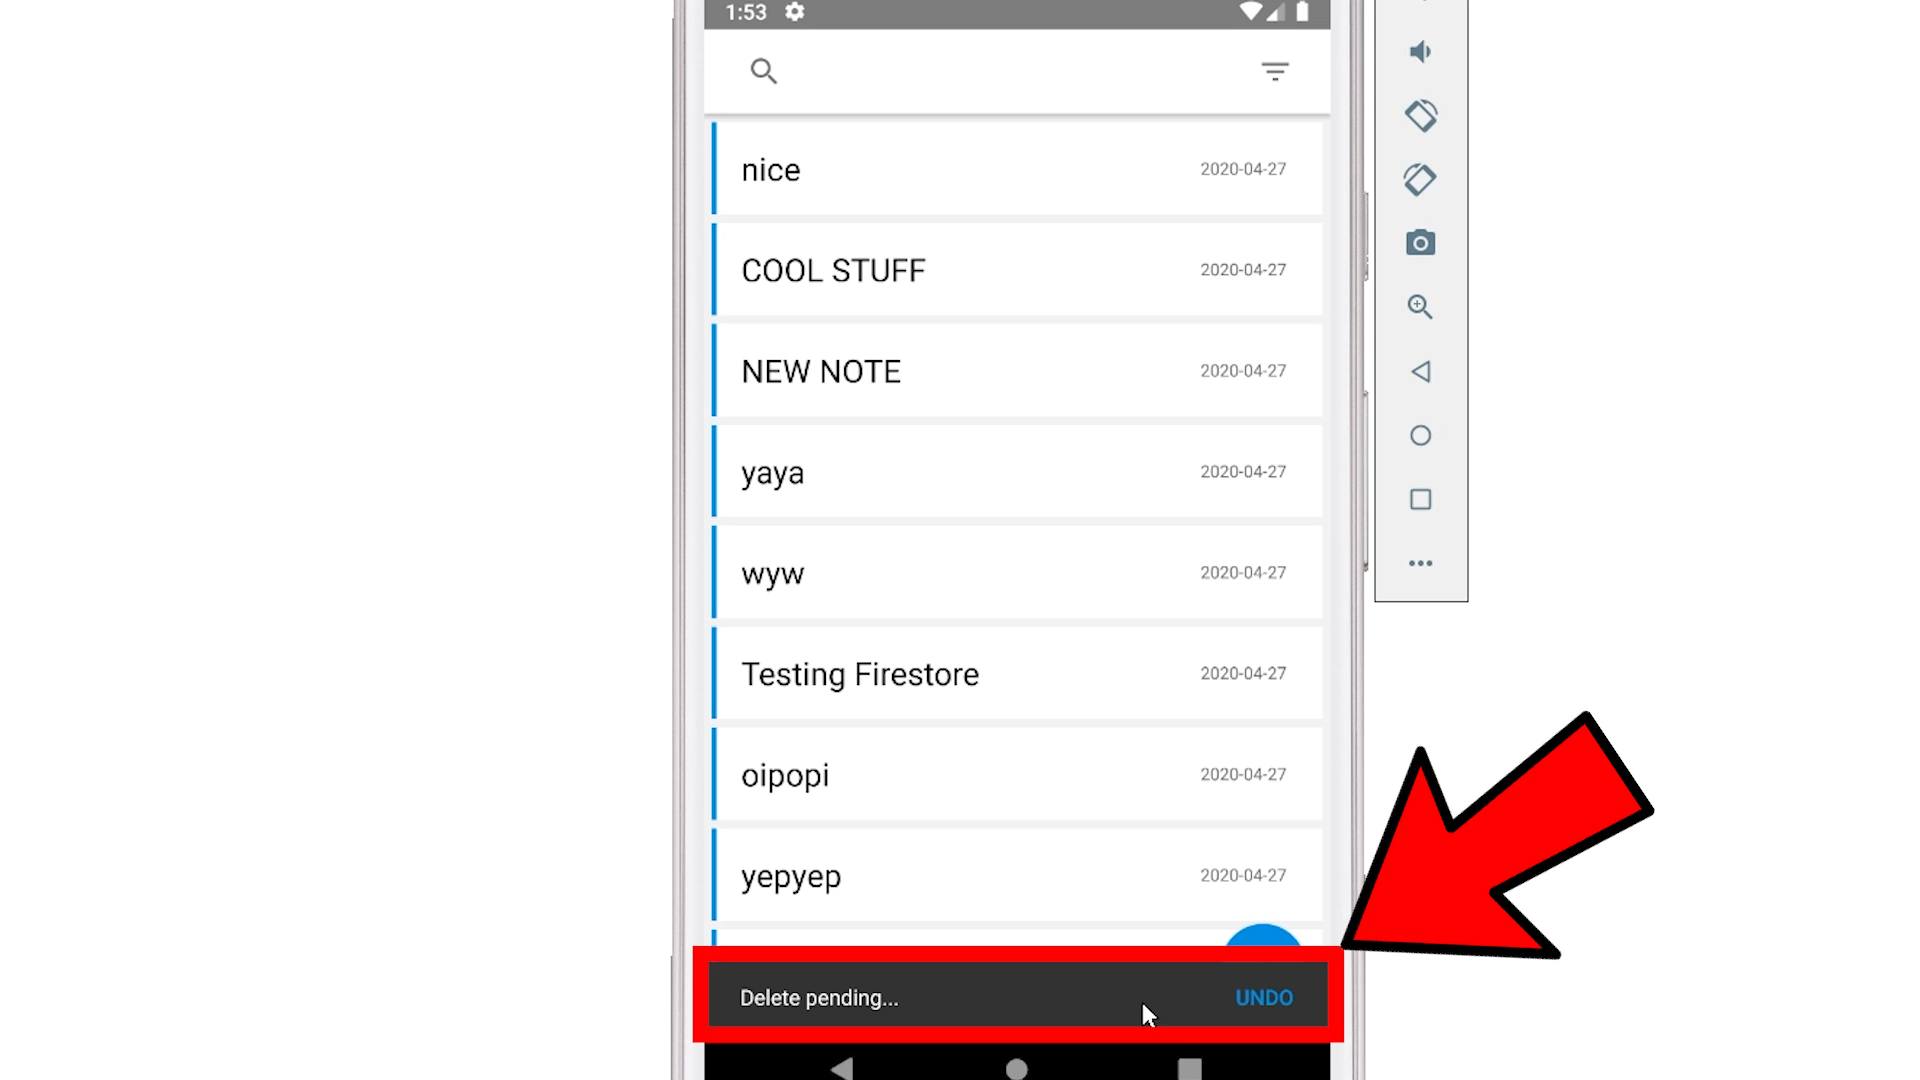 1:53
nice 2020-04-27
COOL STUFF 2020-04-27
NEW NOTE 2020-04-27
yaya 2020-04-27
wyw 2020-04-27
Testing Firestore 2020-04-27
oipopi 2020-04-27
yepyep 2020-04-27
Delete pending... UNDO